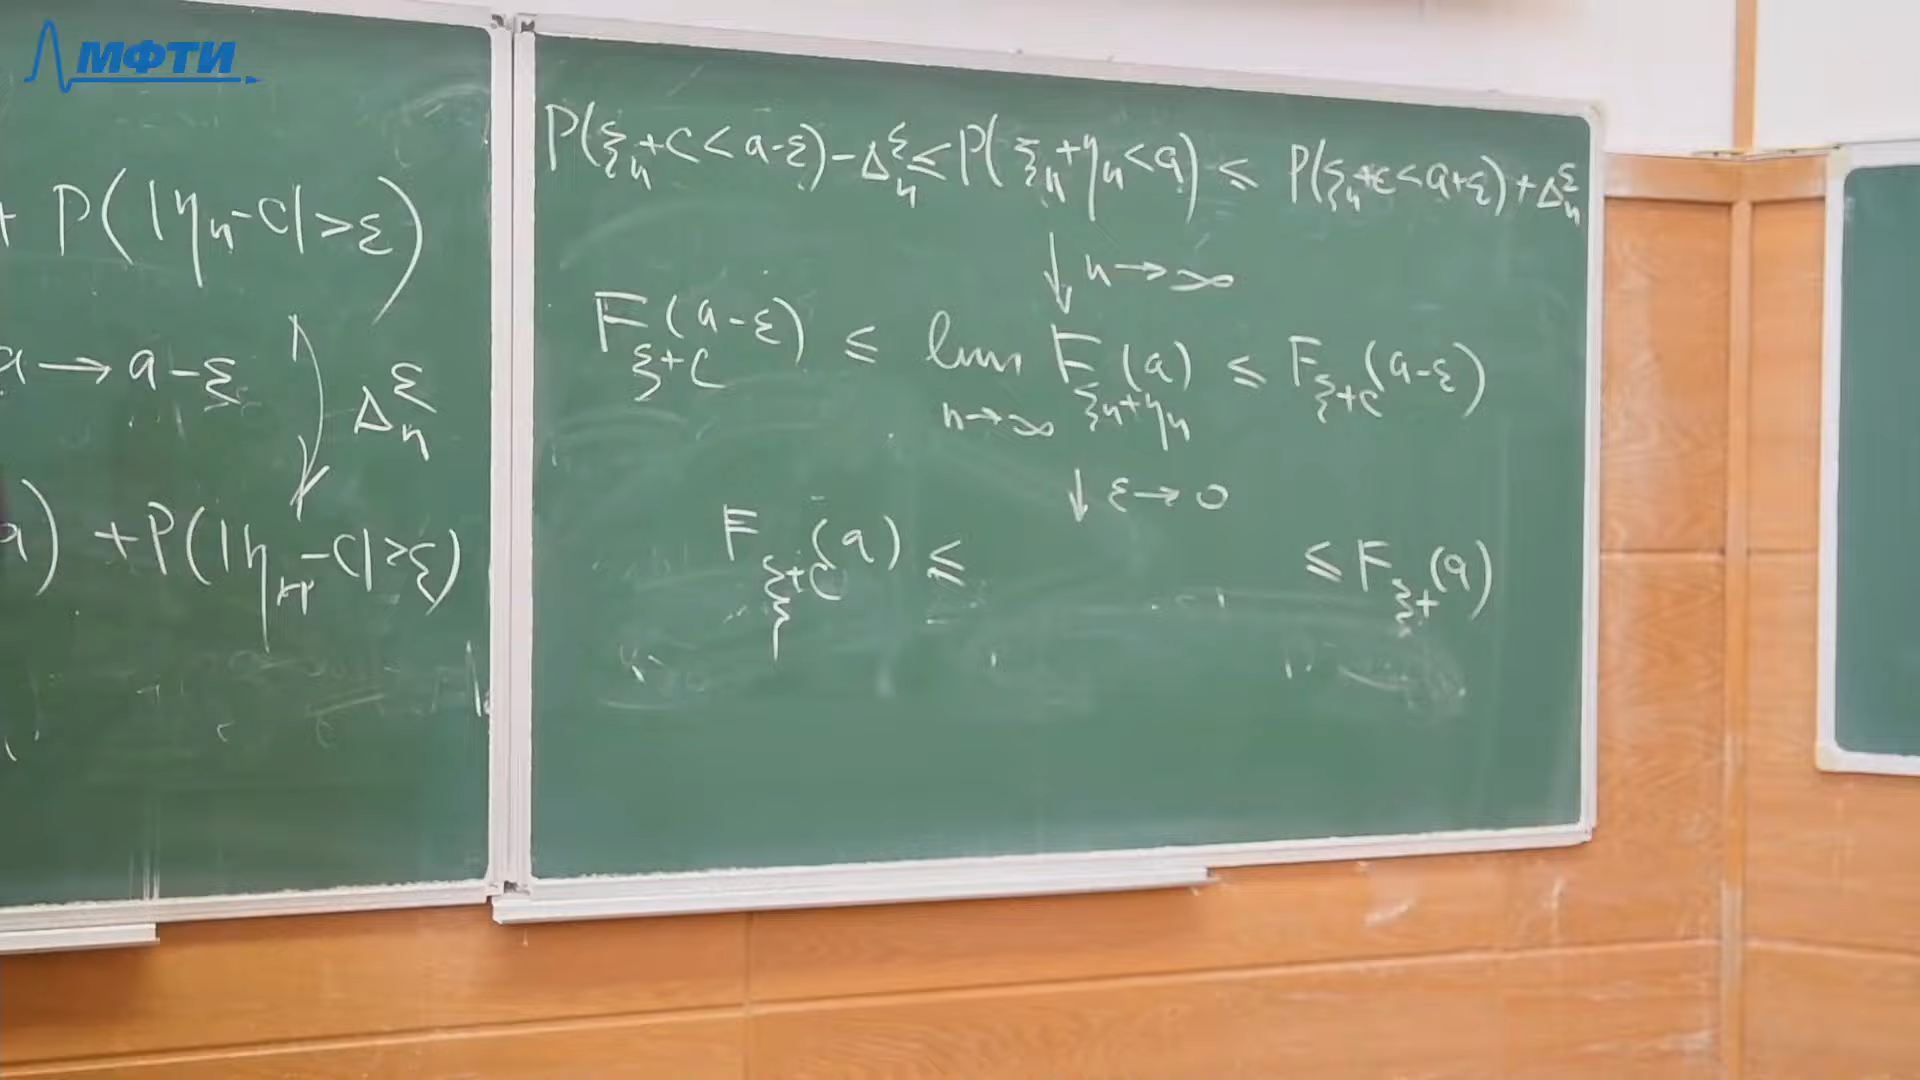 МФТИ
+ P(|η_n - c| > ε)
a → a-ε Δ_n^ε
a) + P(|η_n - c| > ε)
P(ξ_n + c < a-ε) - Δ_n^ε ≤ P(ξ_n + η_n < a) ≤ P(ξ_n + c < a+ε) + Δ_n^ε
↓ n → ∞
F_{ξ+c}(a-ε) ≤ lim_{n→∞} F_{ξ_n+η_n}(a) ≤ F_{ξ+c}(a-ε)
↓ ε → 0
F_{ξ+c}(a) ≤ ≤ F_{ξ+}(a)